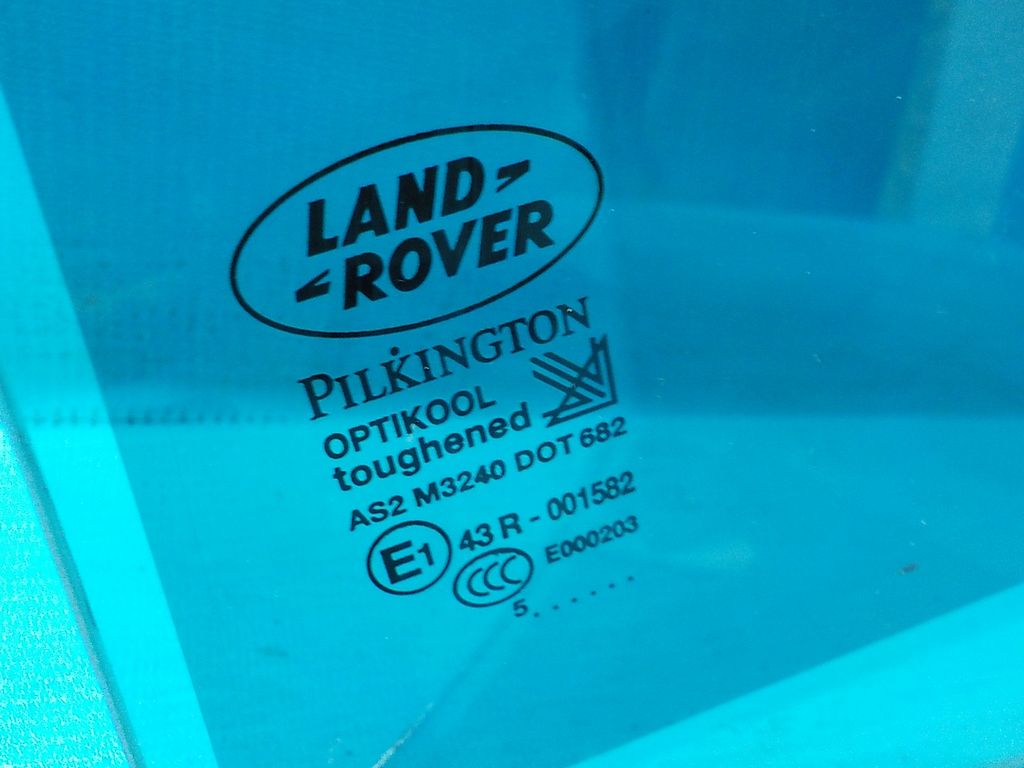 LAND
ROVER
PILKINGTON
OPTIKOOL
toughened
AS2 M3240 DOT 682
E1 43 R - 001582
CCC E000203
5. . . . . .